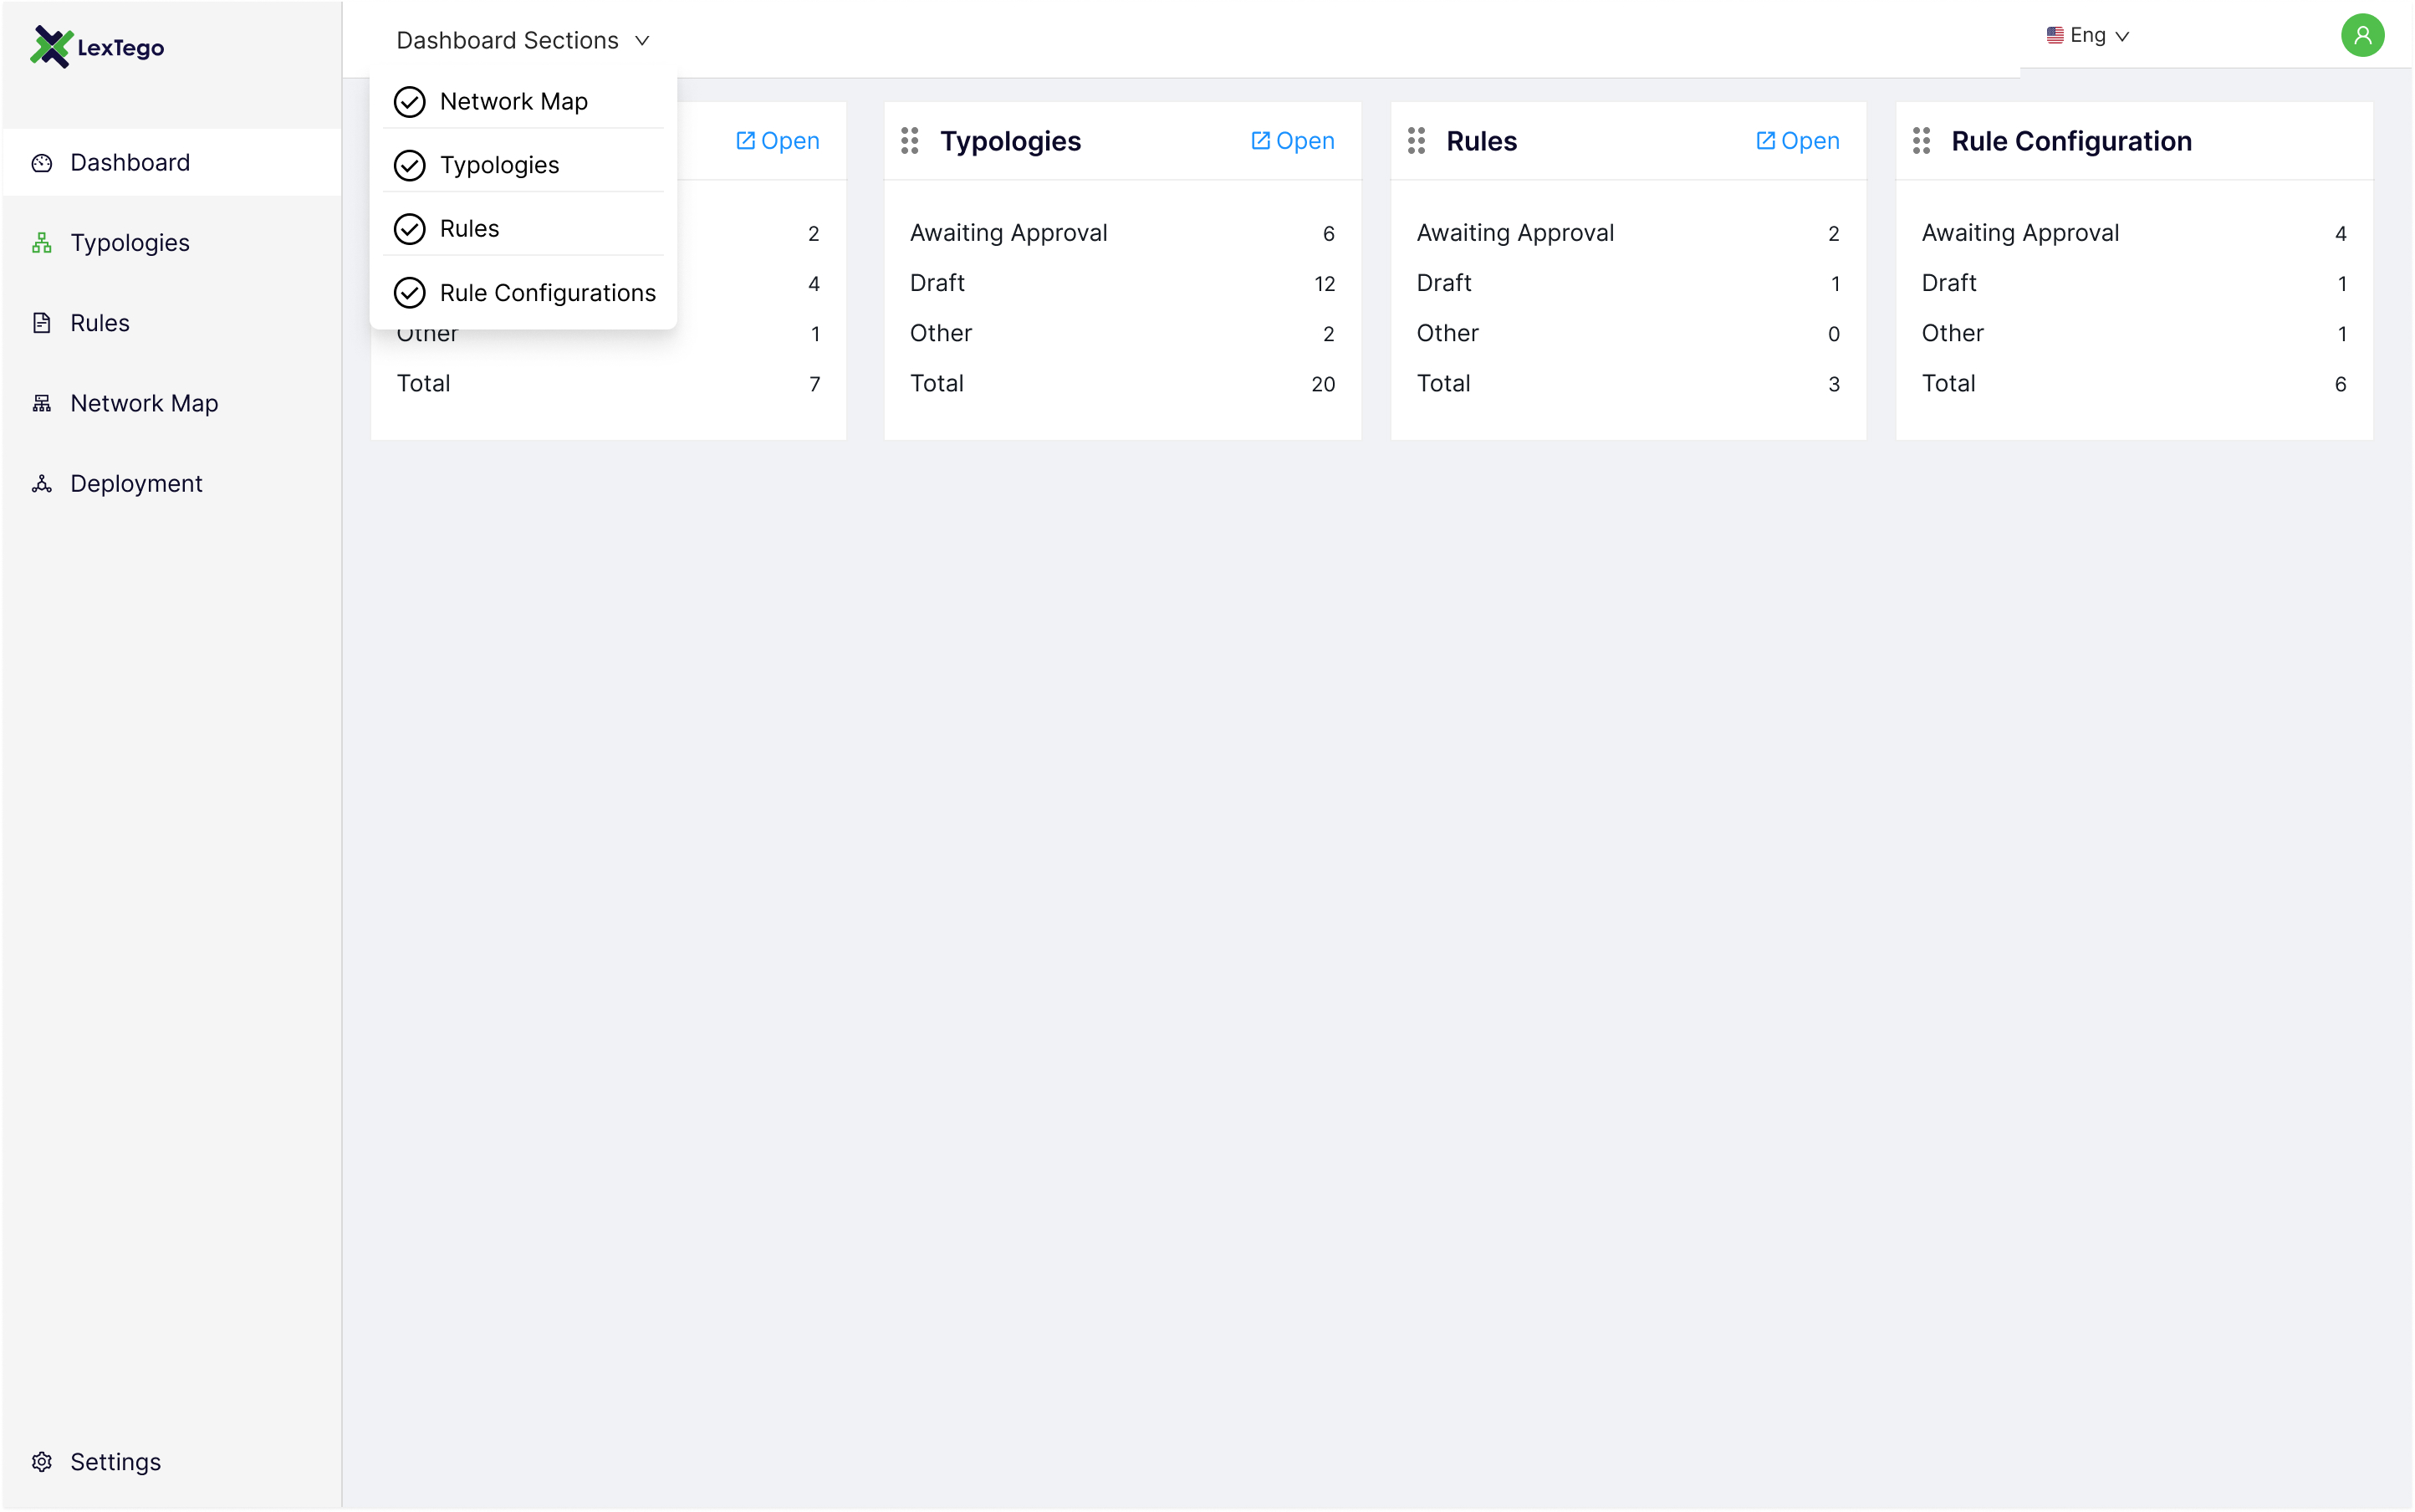 LexTego
Dashboard
Typologies
Rules
Network Map
Deployment
Settings
Dashboard Sections
Eng
Network Map
Typologies
Rules
Rule Configurations
Open
2
4
Other 1
Total 7
Typologies Open
Awaiting Approval 6
Draft 12
Other 2
Total 20
Rules Open
Awaiting Approval 2
Draft 1
Other 0
Total 3
Rule Configuration
Awaiting Approval 4
Draft 1
Other 1
Total 6